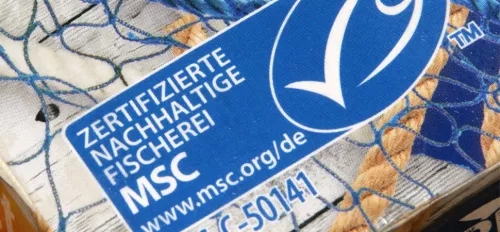 ZERTIFIZIERTE
NACHHALTIGE
FISCHEREI
MSC
www.msc.org/de
TM
C-50141